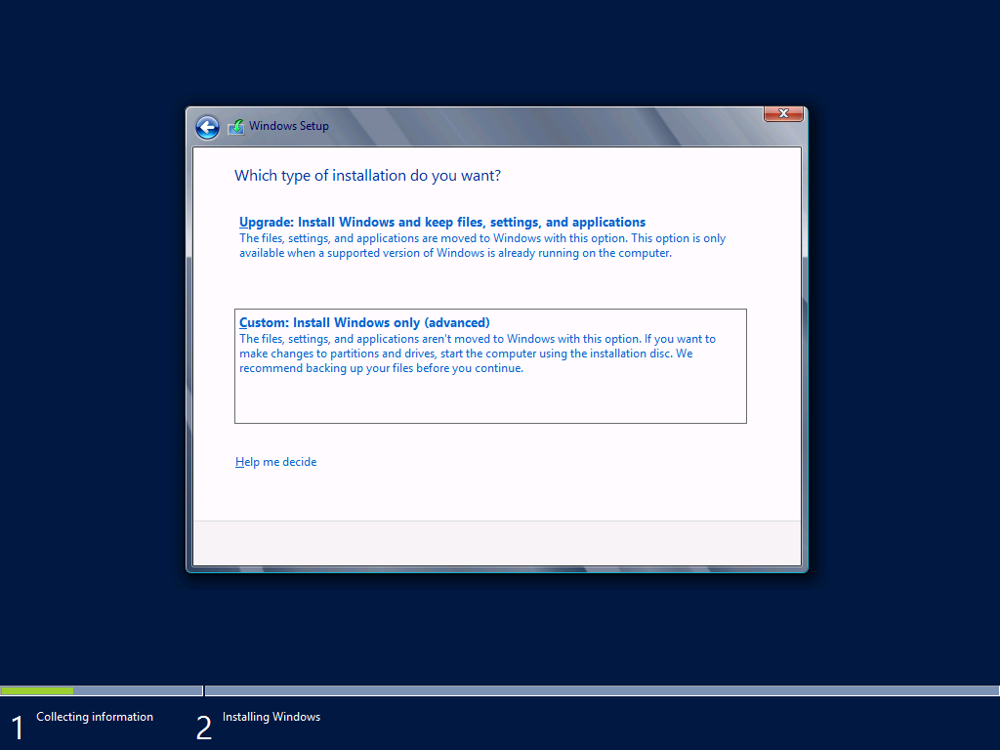 Windows Setup
Which type of installation do you want?
Upgrade: Install Windows and keep files, settings, and applications
The files, settings, and applications are moved to Windows with this option. This option is only
available when a supported version of Windows is already running on the computer.
Custom: Install Windows only (advanced)
The files, settings, and applications aren't moved to Windows with this option. If you want to
make changes to partitions and drives, start the computer using the installation disc. We
recommend backing up your files before you continue.
Help me decide
1 Collecting information
2 Installing Windows